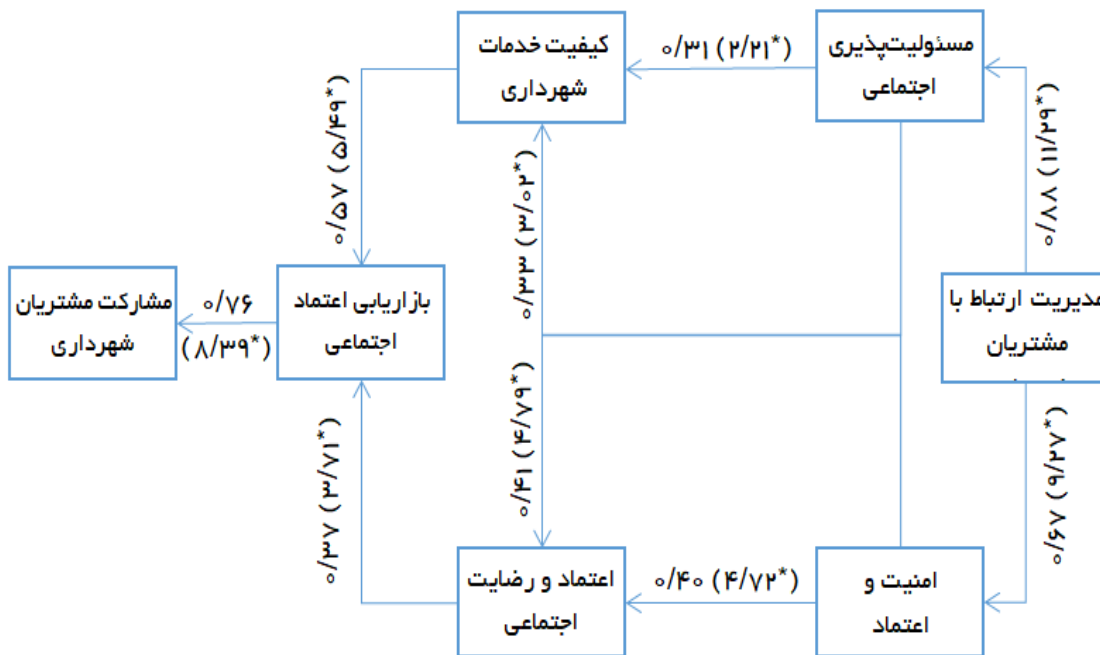 مسئولیت‌پذیری
اجتماعی
۰/۳۱ (۲/۲۱*)
کیفیت خدمات
شهرداری
۰/۸۸ (۱۱/۲۹*)
۰/۳۳ (۳/۰۲*)
۰/۵۷ (۵/۴۹*)
مدیریت ارتباط با
مشتریان
بازاریابی اعتماد
اجتماعی
۰/۷۶
(۸/۳۹*)
مشارکت مشتریان
شهرداری
۰/۶۷ (۹/۲۷*)
۰/۴۱ (۴/۷۹*)
۰/۳۷ (۳/۷۱*)
امنیت و
اعتماد
۰/۴۰ (۴/۷۲*)
اعتماد و رضایت
اجتماعی